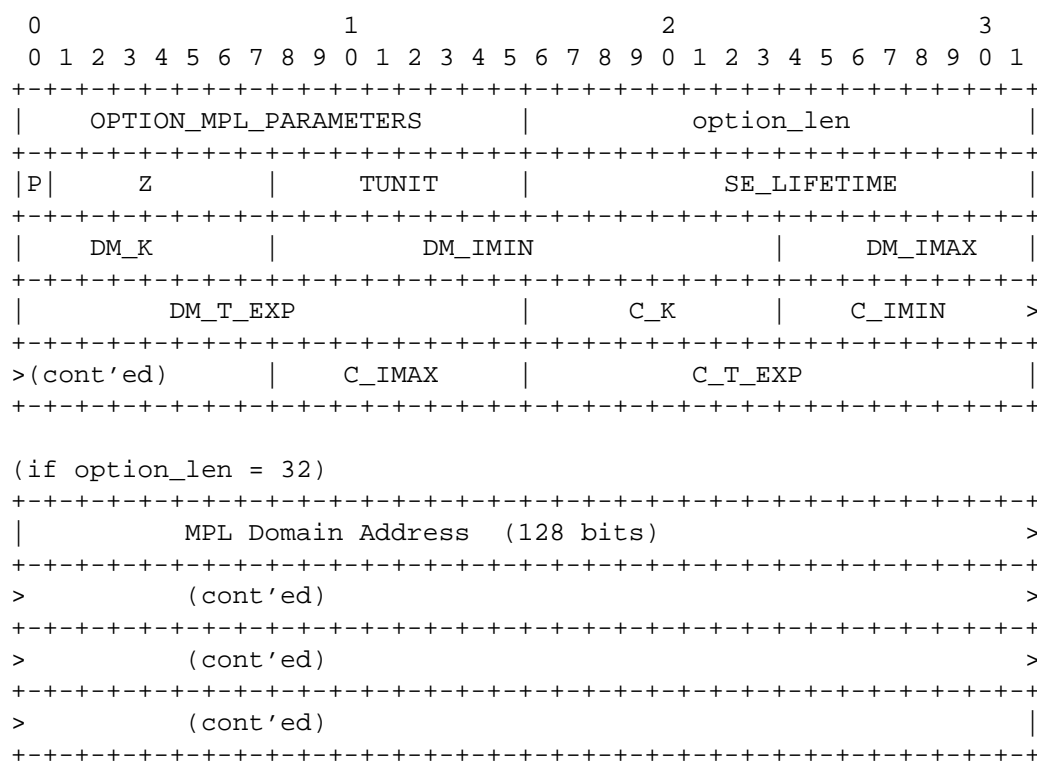 0                   1                   2                   3
 0 1 2 3 4 5 6 7 8 9 0 1 2 3 4 5 6 7 8 9 0 1 2 3 4 5 6 7 8 9 0 1
+-+-+-+-+-+-+-+-+-+-+-+-+-+-+-+-+-+-+-+-+-+-+-+-+-+-+-+-+-+-+-+-+
|    OPTION_MPL_PARAMETERS      |          option_len           |
+-+-+-+-+-+-+-+-+-+-+-+-+-+-+-+-+-+-+-+-+-+-+-+-+-+-+-+-+-+-+-+-+
|P|     Z       |     TUNIT     |            SE_LIFETIME        |
+-+-+-+-+-+-+-+-+-+-+-+-+-+-+-+-+-+-+-+-+-+-+-+-+-+-+-+-+-+-+-+-+
|    DM_K       |         DM_IMIN               |     DM_IMAX   |
+-+-+-+-+-+-+-+-+-+-+-+-+-+-+-+-+-+-+-+-+-+-+-+-+-+-+-+-+-+-+-+-+
|         DM_T_EXP              |      C_K      |    C_IMIN     >
+-+-+-+-+-+-+-+-+-+-+-+-+-+-+-+-+-+-+-+-+-+-+-+-+-+-+-+-+-+-+-+-+
>(cont’ed)      |    C_IMAX     |          C_T_EXP              |
+-+-+-+-+-+-+-+-+-+-+-+-+-+-+-+-+-+-+-+-+-+-+-+-+-+-+-+-+-+-+-+-+
(if option_len = 32)
+-+-+-+-+-+-+-+-+-+-+-+-+-+-+-+-+-+-+-+-+-+-+-+-+-+-+-+-+-+-+-+-+
|          MPL Domain Address  (128 bits)                       >
+-+-+-+-+-+-+-+-+-+-+-+-+-+-+-+-+-+-+-+-+-+-+-+-+-+-+-+-+-+-+-+-+
>          (cont’ed)                                            >
+-+-+-+-+-+-+-+-+-+-+-+-+-+-+-+-+-+-+-+-+-+-+-+-+-+-+-+-+-+-+-+-+
>          (cont’ed)                                            >
+-+-+-+-+-+-+-+-+-+-+-+-+-+-+-+-+-+-+-+-+-+-+-+-+-+-+-+-+-+-+-+-+
>          (cont’ed)                                            |
+-+-+-+-+-+-+-+-+-+-+-+-+-+-+-+-+-+-+-+-+-+-+-+-+-+-+-+-+-+-+-+-+